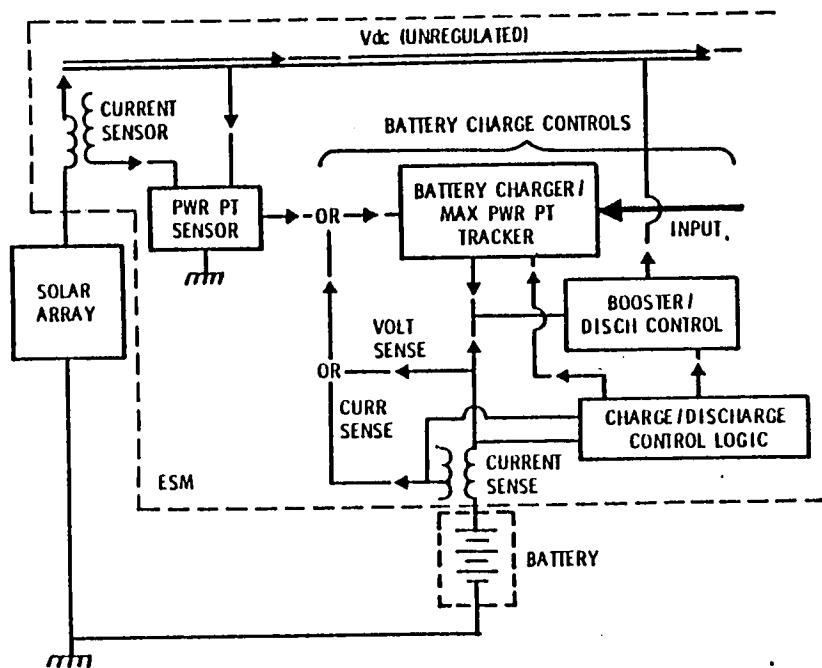 Vdc (UNREGULATED)
CURRENT
SENSOR
BATTERY CHARGE CONTROLS
PWR PT
SENSOR
OR
BATTERY CHARGER/
MAX PWR PT
TRACKER
INPUT.
SOLAR
ARRAY
BOOSTER/
DISCH CONTROL
VOLT
SENSE
OR
CURR
SENSE
CHARGE/DISCHARGE
CONTROL LOGIC
CURRENT
SENSE
ESM
BATTERY